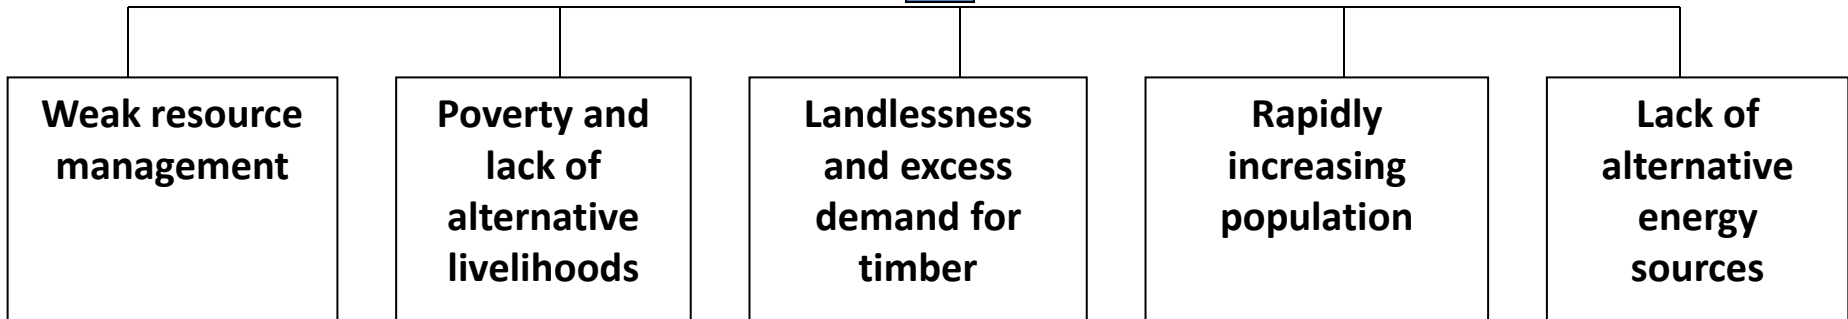 Weak resource
management
Poverty and
lack of
alternative
livelihoods
Landlessness
and excess
demand for
timber
Rapidly
increasing
population
Lack of
alternative
energy
sources